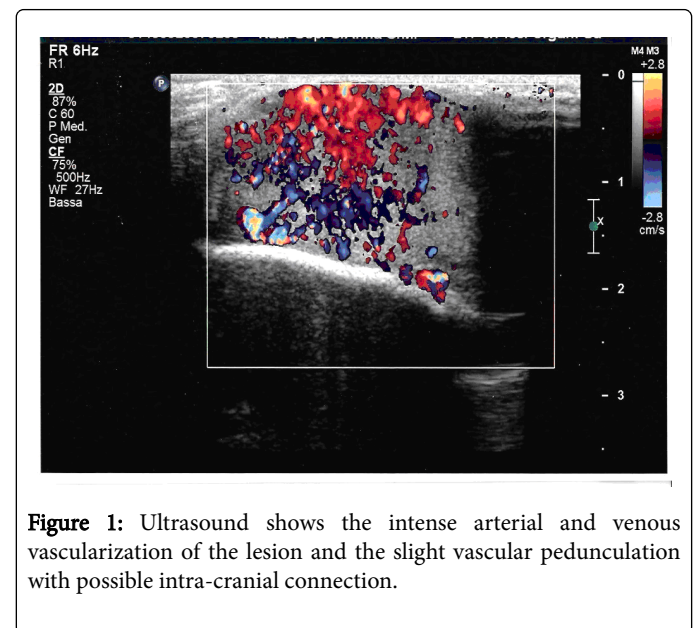 FR 6Hz
R1
M4 M3
+2.8
P
0
2D
87%
C 60
P Med.
Gen
CF
75%
500Hz
WF 27Hz
Bassa
1
x
-2.8
cm/s
2
3
Figure 1: Ultrasound shows the intense arterial and venous
vascularization of the lesion and the slight vascular pedunculation
with possible intra-cranial connection.